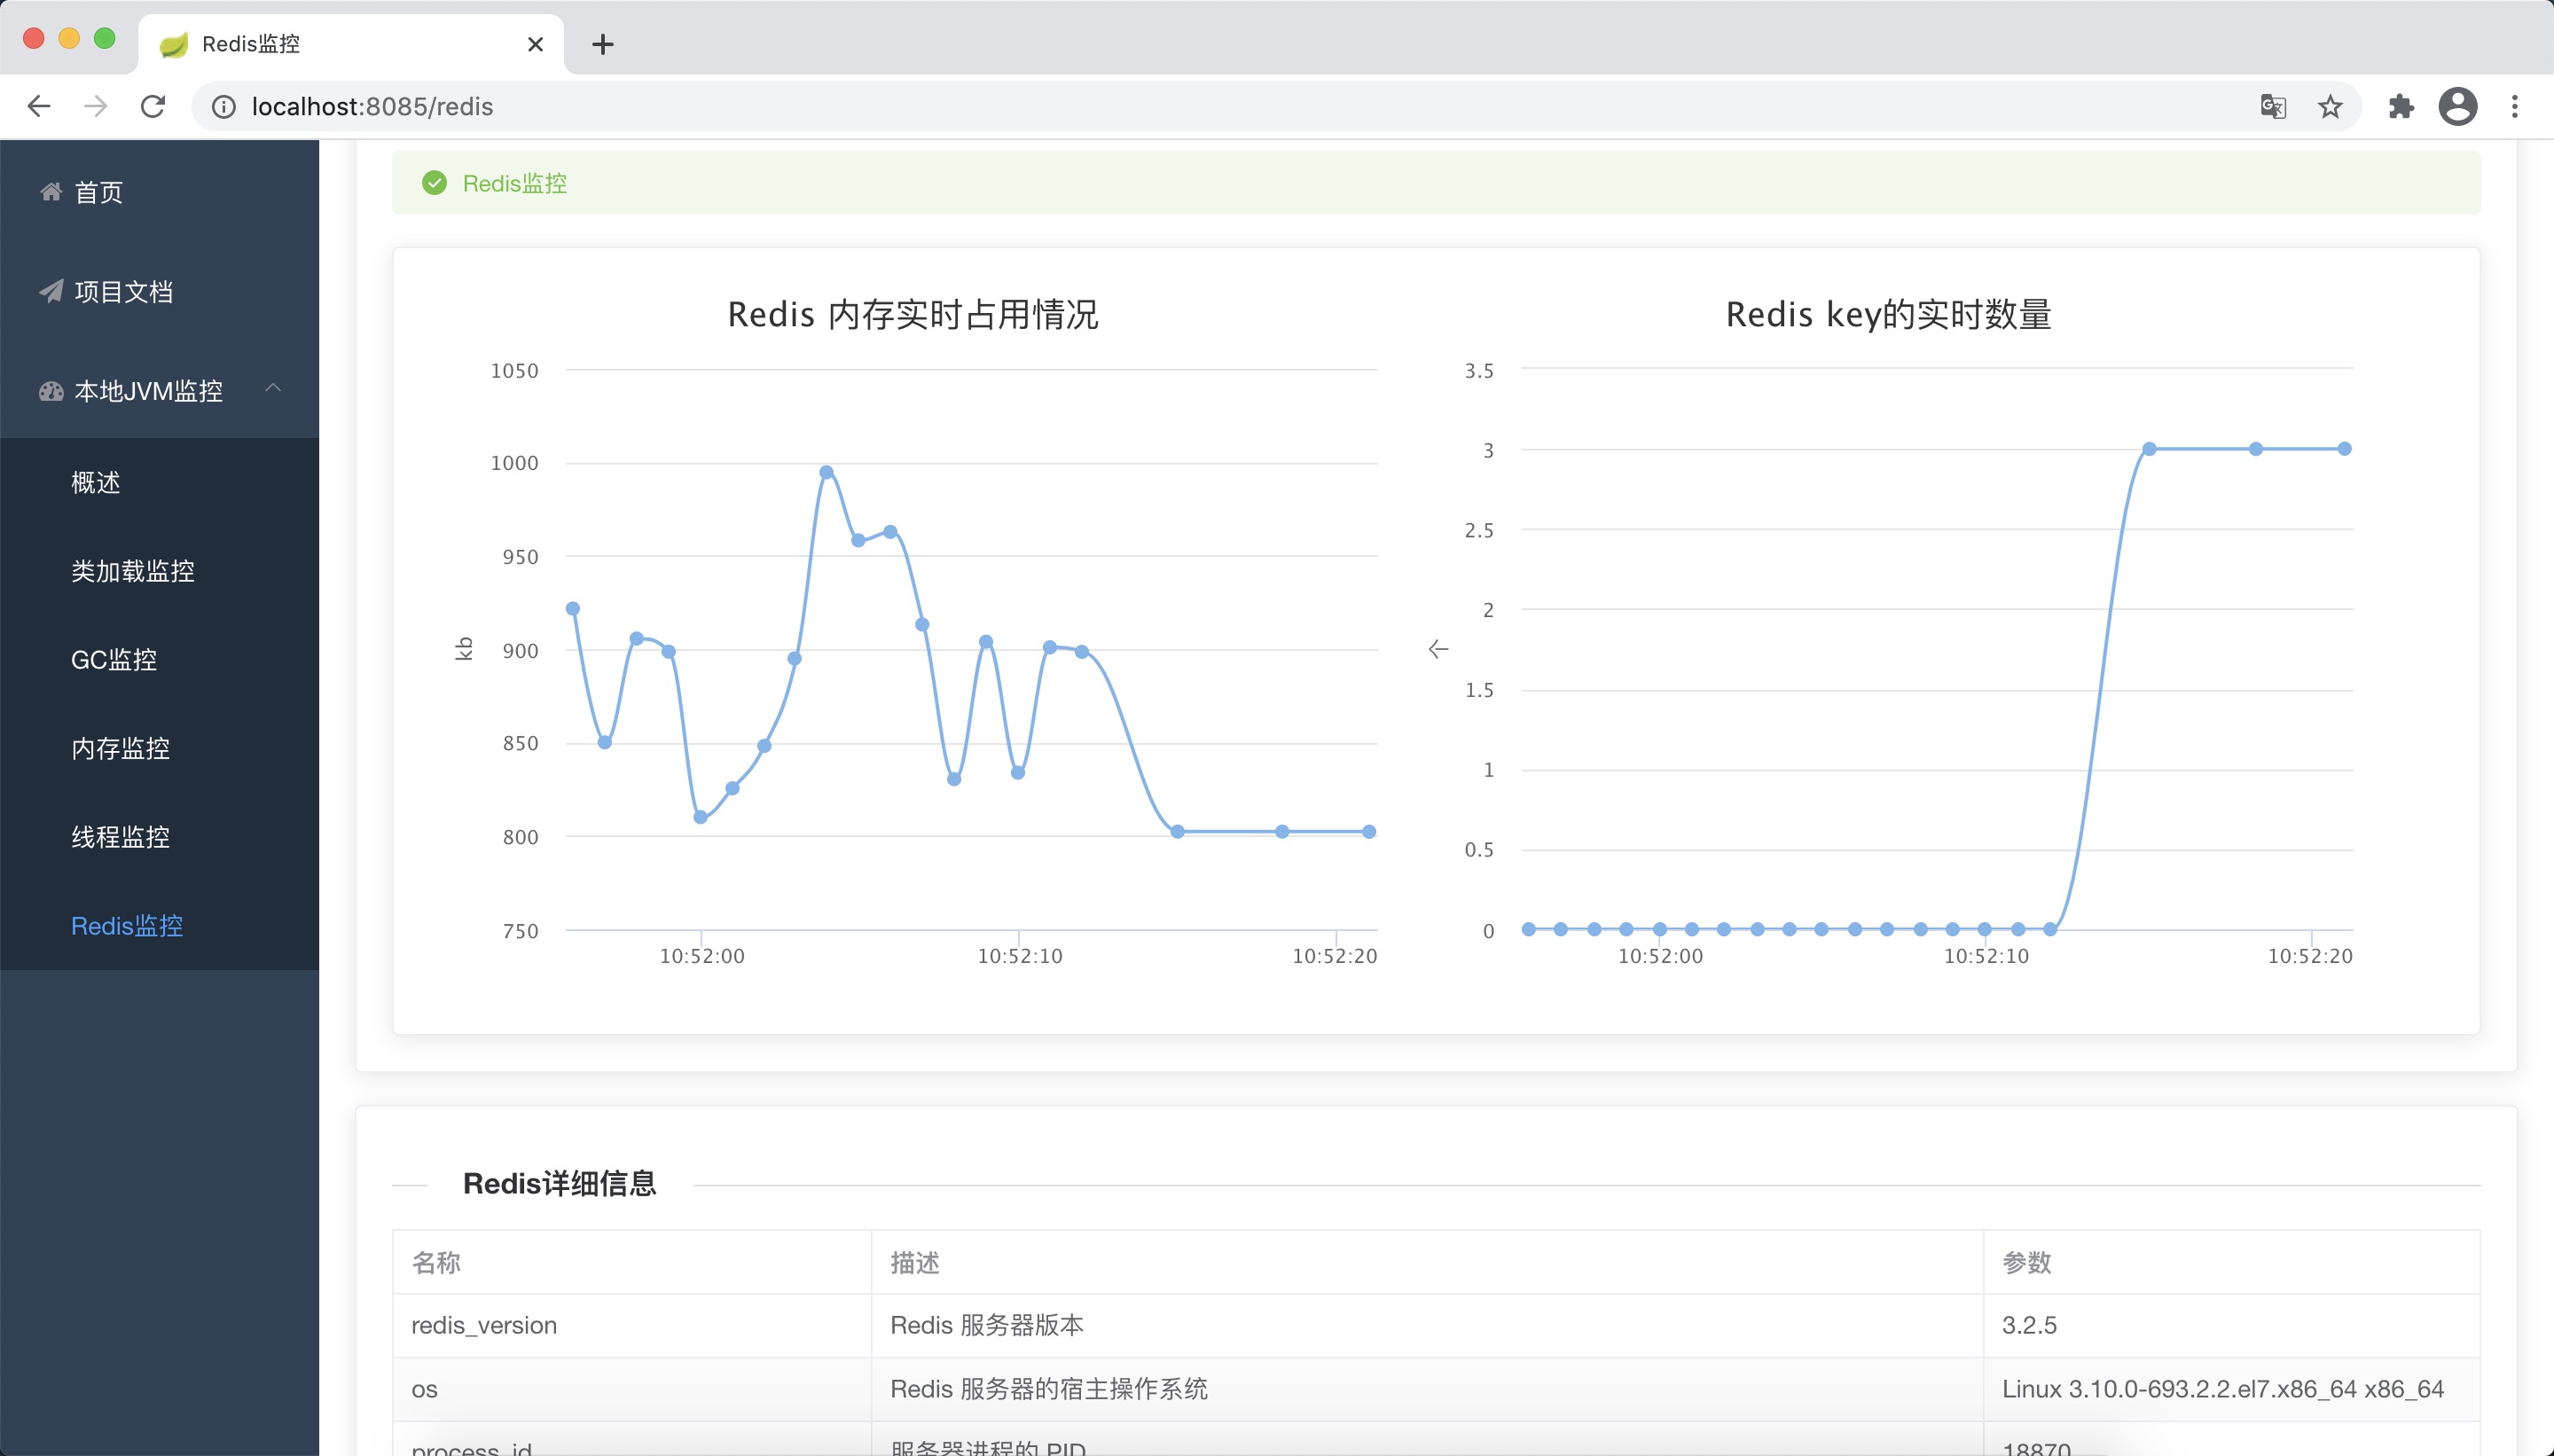 Redis监控
localhost:8085/redis
首页
项目文档
本地JVM监控
概述
类加载监控
GC监控
内存监控
线程监控
Redis监控
Redis监控
Redis 内存实时占用情况
1050
1000
950
900
850
800
750
kb
10:52:00 10:52:10 10:52:20
Redis key的实时数量
3.5
3
2.5
2
1.5
1
0.5
0
个
10:52:00 10:52:10 10:52:20
Redis详细信息
名称 描述 参数
redis_version Redis 服务器版本 3.2.5
os Redis 服务器的宿主操作系统 Linux 3.10.0-693.2.2.el7.x86_64 x86_64
process_id 服务器进程的 PID 18870